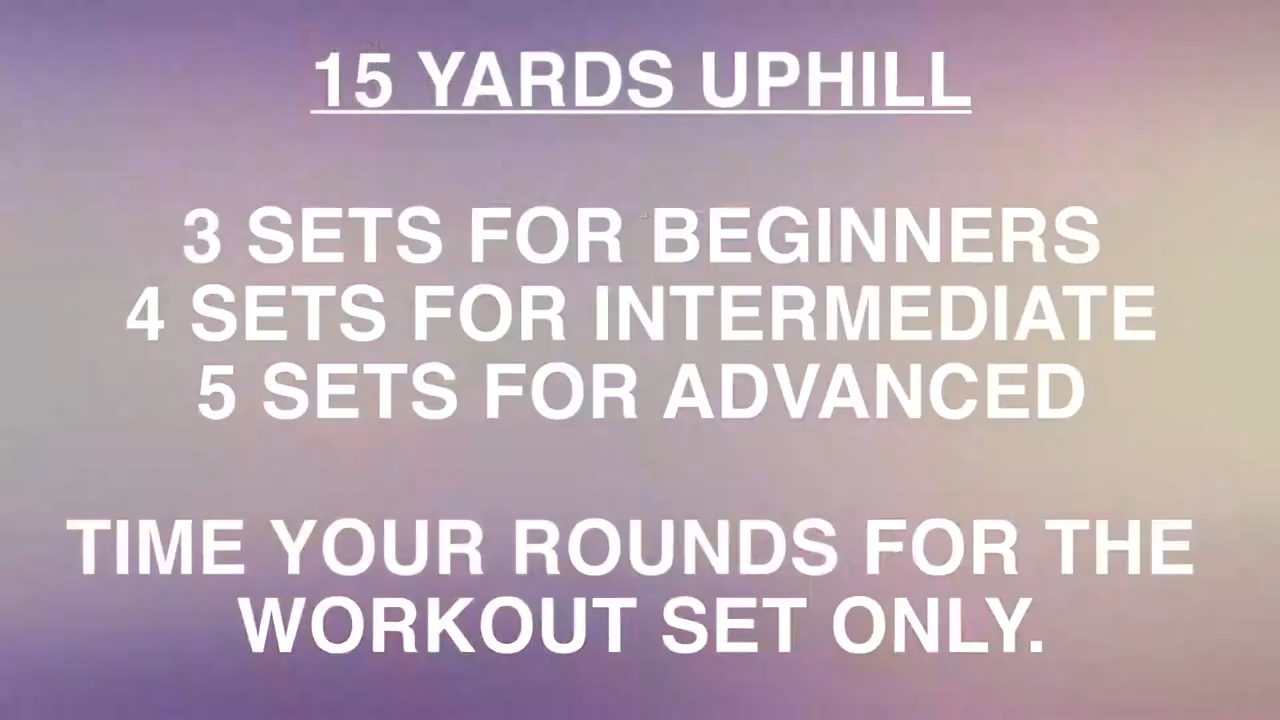 15 YARDS UPHILL
3 SETS FOR BEGINNERS
4 SETS FOR INTERMEDIATE
5 SETS FOR ADVANCED
TIME YOUR ROUNDS FOR THE
WORKOUT SET ONLY.